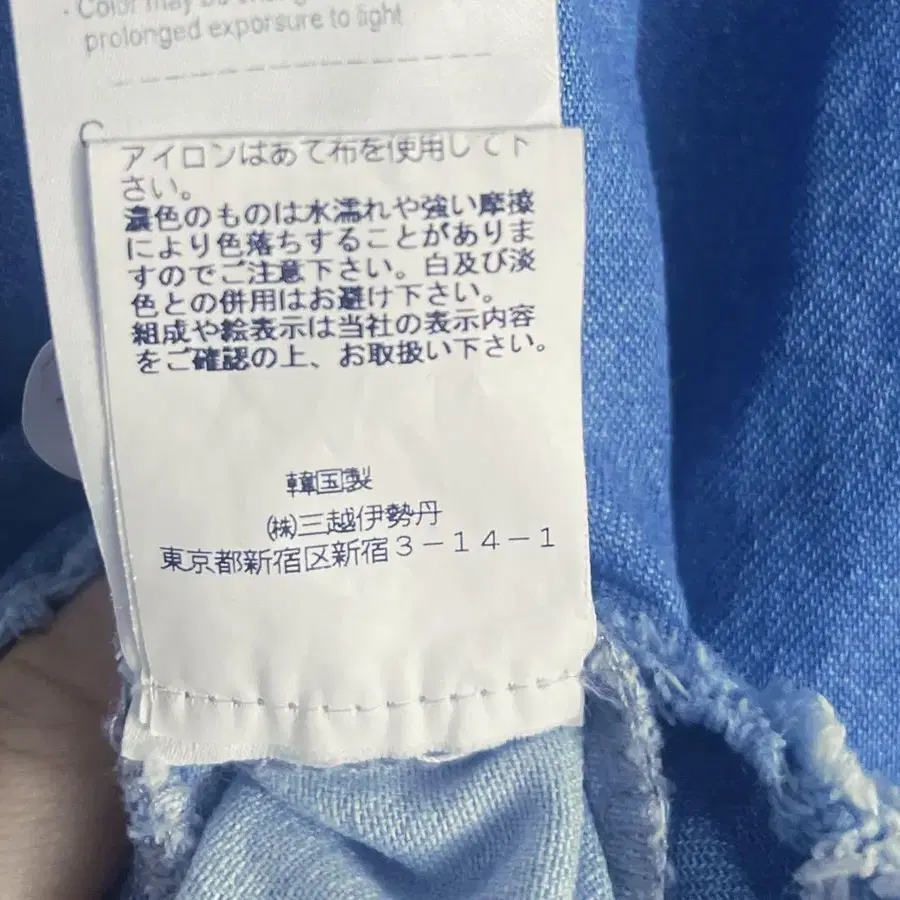 . Color may be
prolonged exporsure to light
アイロンはあて布を使用して下
さい。
濃色のものは水濡れや強い摩擦
により色落ちすることがありま
すのでご注意下さい。白及び淡
色との併用はお避け下さい。
組成や絵表示は当社の表示内容
をご確認の上、お取扱い下さい。
韓国製
㈱三越伊勢丹
東京都新宿区新宿3-14-1